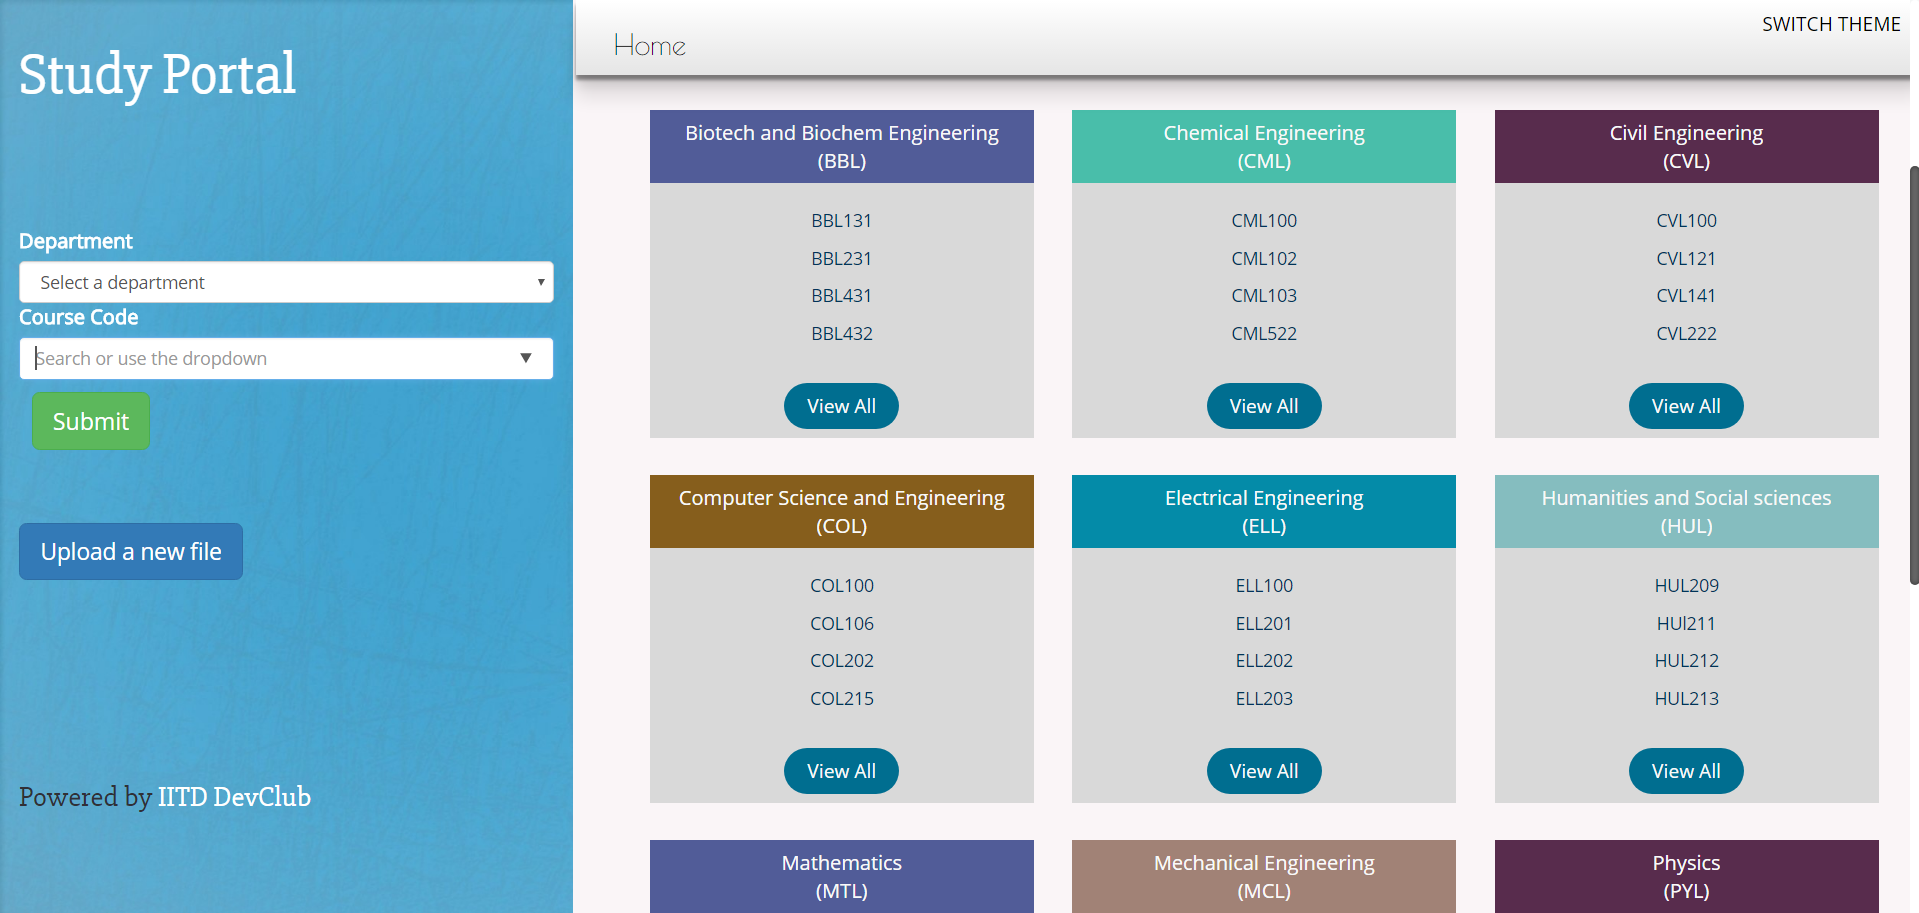 Study Portal
Department
Select a department
Course Code
Search or use the dropdown
Submit
Upload a new file
Powered by IITD DevClub
SWITCH THEME
Home
Biotech and Biochem Engineering
(BBL)
BBL131
BBL231
BBL431
BBL432
View All
Chemical Engineering
(CML)
CML100
CML102
CML103
CML522
View All
Civil Engineering
(CVL)
CVL100
CVL121
CVL141
CVL222
View All
Computer Science and Engineering
(COL)
COL100
COL106
COL202
COL215
View All
Electrical Engineering
(ELL)
ELL100
ELL201
ELL202
ELL203
View All
Humanities and Social sciences
(HUL)
HUL209
HUl211
HUL212
HUL213
View All
Mathematics
(MTL)
Mechanical Engineering
(MCL)
Physics
(PYL)